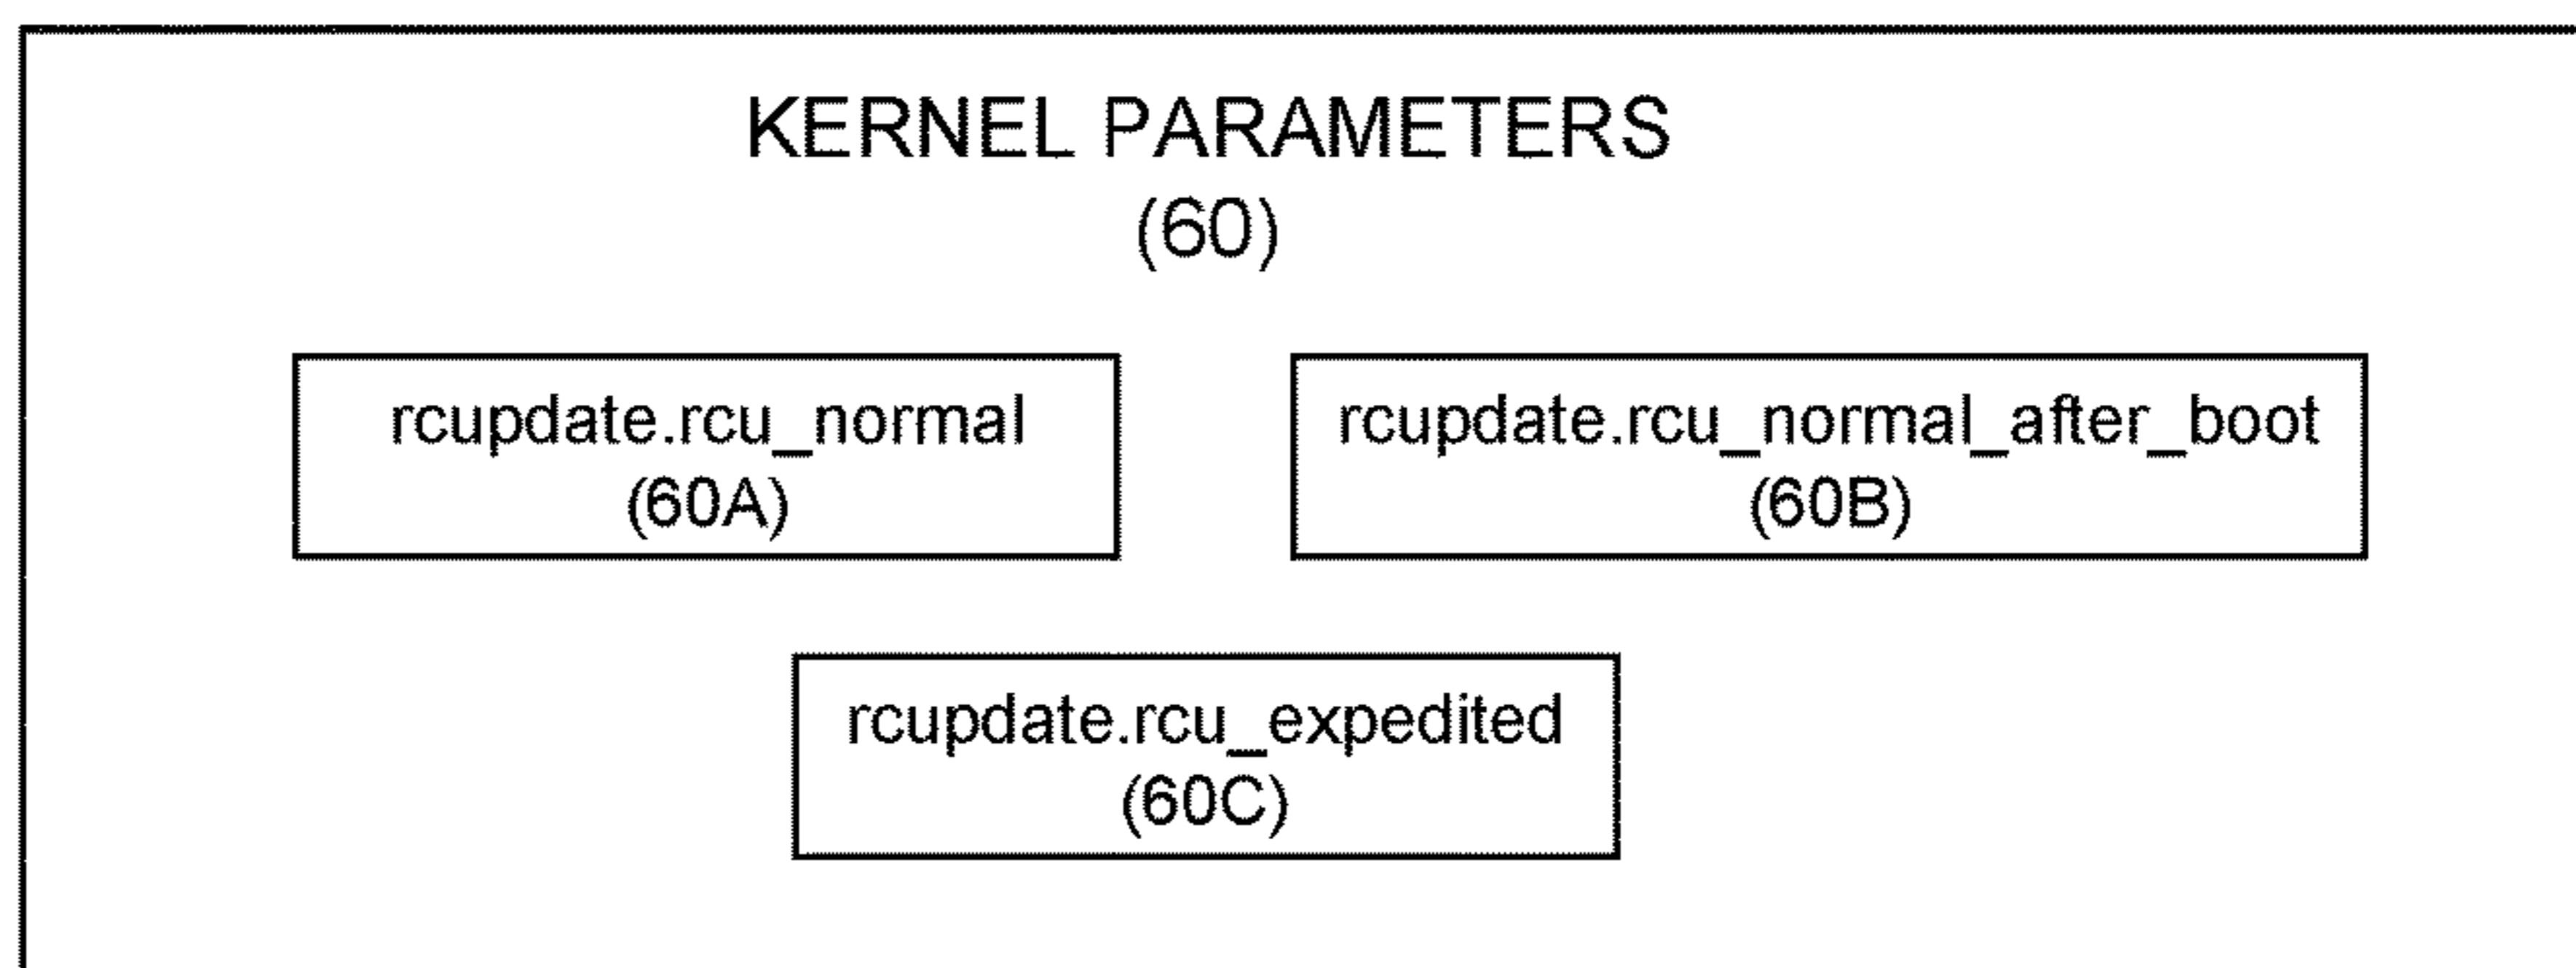 KERNEL PARAMETERS
(60)
rcupdate.rcu_normal
(60A)
rcupdate.rcu_normal_after_boot
(60B)
rcupdate.rcu_expedited
(60C)